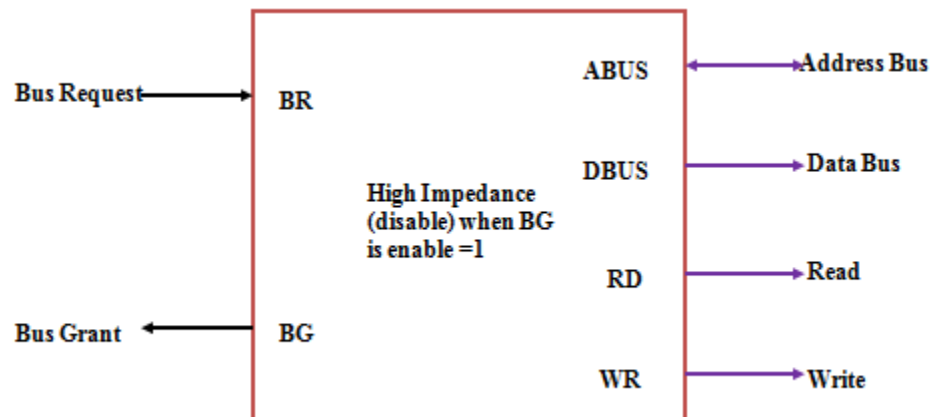 ABUS Address Bus
Bus Request BR
DBUS Data Bus
High Impedance
(disable) when BG
is enable =1
RD Read
Bus Grant BG
WR Write